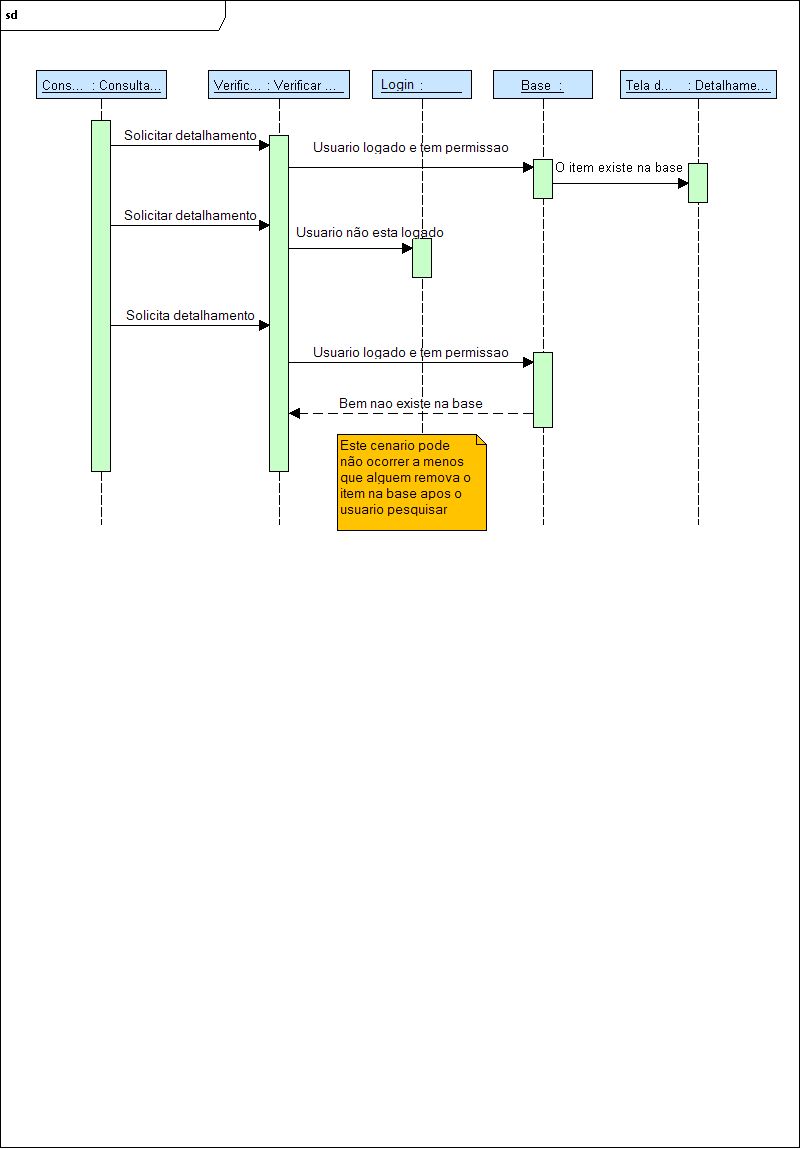 sd
Cons... : Consulta...
Verific... : Verificar ...
Login :
Base :
Tela d... : Detalhame...
Solicitar detalhamento
Usuario logado e tem permissao
O item existe na base
Solicitar detalhamento
Usuario não esta logado
Solicita detalhamento
Usuario logado e tem permissao
Bem nao existe na base
Este cenario pode
não ocorrer a menos
que alguem remova o
item na base apos o
usuario pesquisar